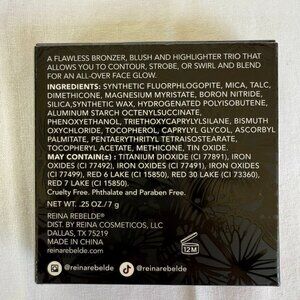 A FLAWLESS BRONZER, BLUSH AND HIGHLIGHTER TRIO THAT
ALLOWS YOU TO CONTOUR, STROBE, OR SWIRL AND BLEND
FOR AN ALL-OVER FACE GLOW.
INGREDIENTS: SYNTHETIC FLUORPHLOGOPITE, MICA, TALC,
DIMETHICONE, MAGNESIUM MYRISTATE, BORON NITRIDE,
SILICA, SYNTHETIC WAX, HYDROGENATED POLYISOBUTENE,
ALUMINUM STARCH OCTENYLSUCCINATE,
PHENOXYETHANOL, TRIETHOXYCAPRYLYLSILANE, BISMUTH
OXYCHLORIDE, TOCOPHEROL, CAPRYLYL GLYCOL, ASCORBYL
PALMITATE, PENTAERYTHRITYL TETRAISOSTEARATE,
TOCOPHERYL ACETATE, METHICONE, TIN OXIDE.
MAY CONTAIN(±): TITANIUM DIOXIDE (CI 77891), IRON OXIDES
(CI 77492), IRON OXIDES (CI 77491), IRON OXIDES
(CI 77499), RED 6 LAKE (CI 15850), RED 30 LAKE (CI 73360),
RED 7 LAKE (CI 15850).
Cruelty Free. Phthalate and Paraben Free.
NET WT. .25 OZ./7 g
REINA REBELDE®
DIST. BY REINA COSMETICOS, LLC
DALLAS, TX 75219
MADE IN CHINA
12M
@reinarebelde
@reinarebelde